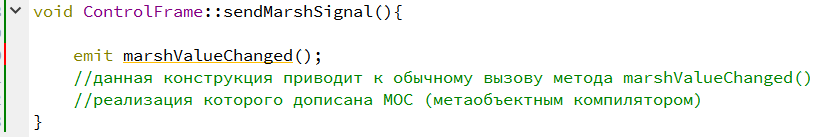 void ControlFrame::sendMarshSignal(){
emit marshValueChanged();
//данная конструкция приводит к обычному вызову метода marshValueChanged()
//реализация которого дописана MOC (метаобъектным компилятором)
}